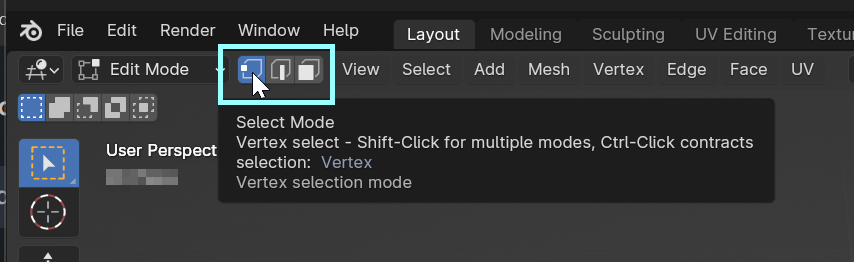 File Edit Render Window Help Layout Modeling Sculpting UV Editing
Edit Mode View Select Add Mesh Vertex Edge Face UV
Select Mode
Vertex select - Shift-Click for multiple modes, Ctrl-Click contracts
User Perspect
selection: Vertex
Vertex selection mode